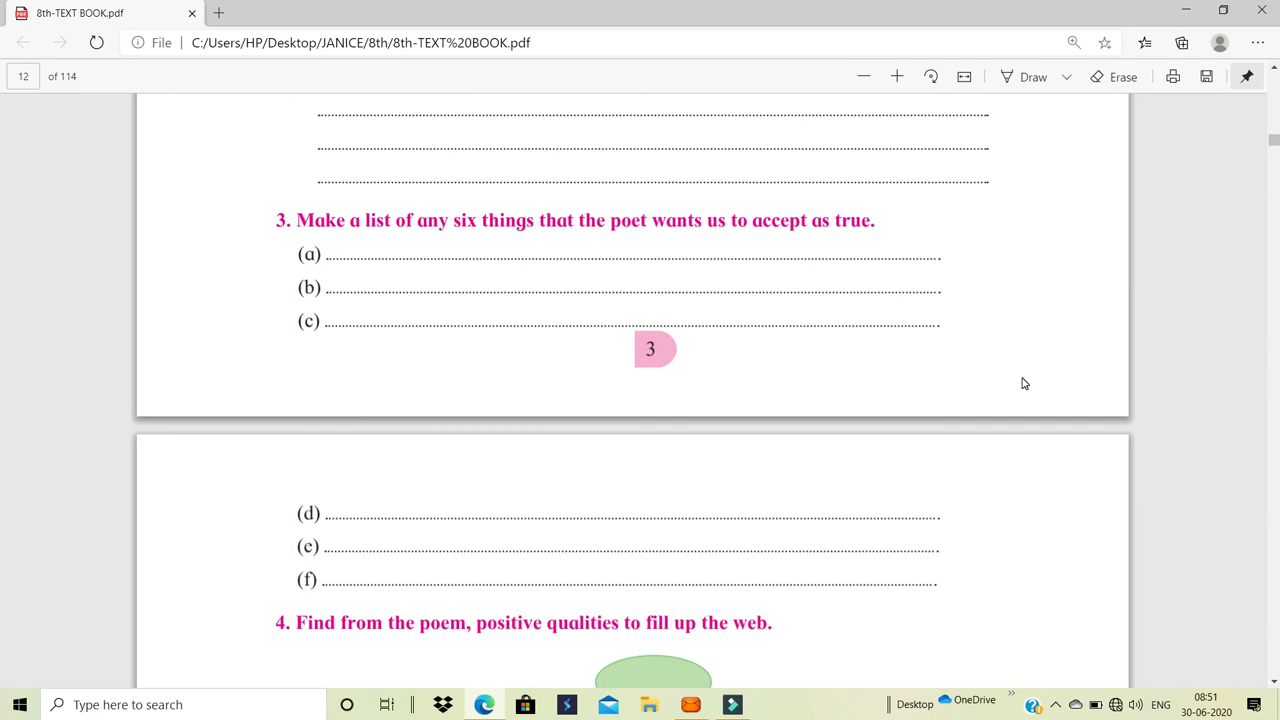 8th-TEXT BOOK.pdf
File C:/Users/HP/Desktop/JANICE/8th/8th-TEXT%20BOOK.pdf
12 of 114 Draw Erase
3. Make a list of any six things that the poet wants us to accept as true.
(a)
(b)
(c)
3
(d)
(e)
(f)
4. Find from the poem, positive qualities to fill up the web.
Type here to search Desktop OneDrive ENG 08:51
30-06-2020